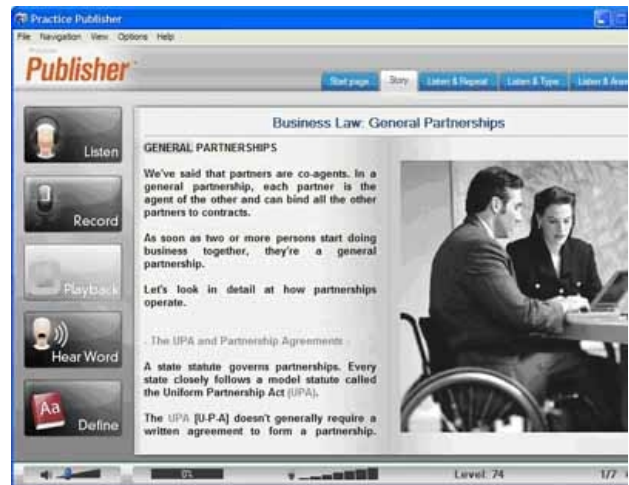 Practice Publisher
File Navigation View Options Help
Publisher
Start page Story Listen & Repeat Listen & Type Listen &
Business Law: General Partnerships
Listen
Record
Playback
Hear Word
Aa
Define
GENERAL PARTNERSHIPS
We've said that partners are co-agents. In a
general partnership, each partner is the
agent of the other and can bind all the other
partners to contracts.
As soon as two or more persons start doing
business together, they're a general
partnership.
Let's look in detail at how partnerships
operate.
. The UPA and Partnership Agreements
A state statute governs partnerships. Every
state closely follows a model statute called
the Uniform Partnership Act (UPA).
The UPA [U-P-A] doesn't generally require a
written agreement to form a partnership.
0%
Level: 74
1/7